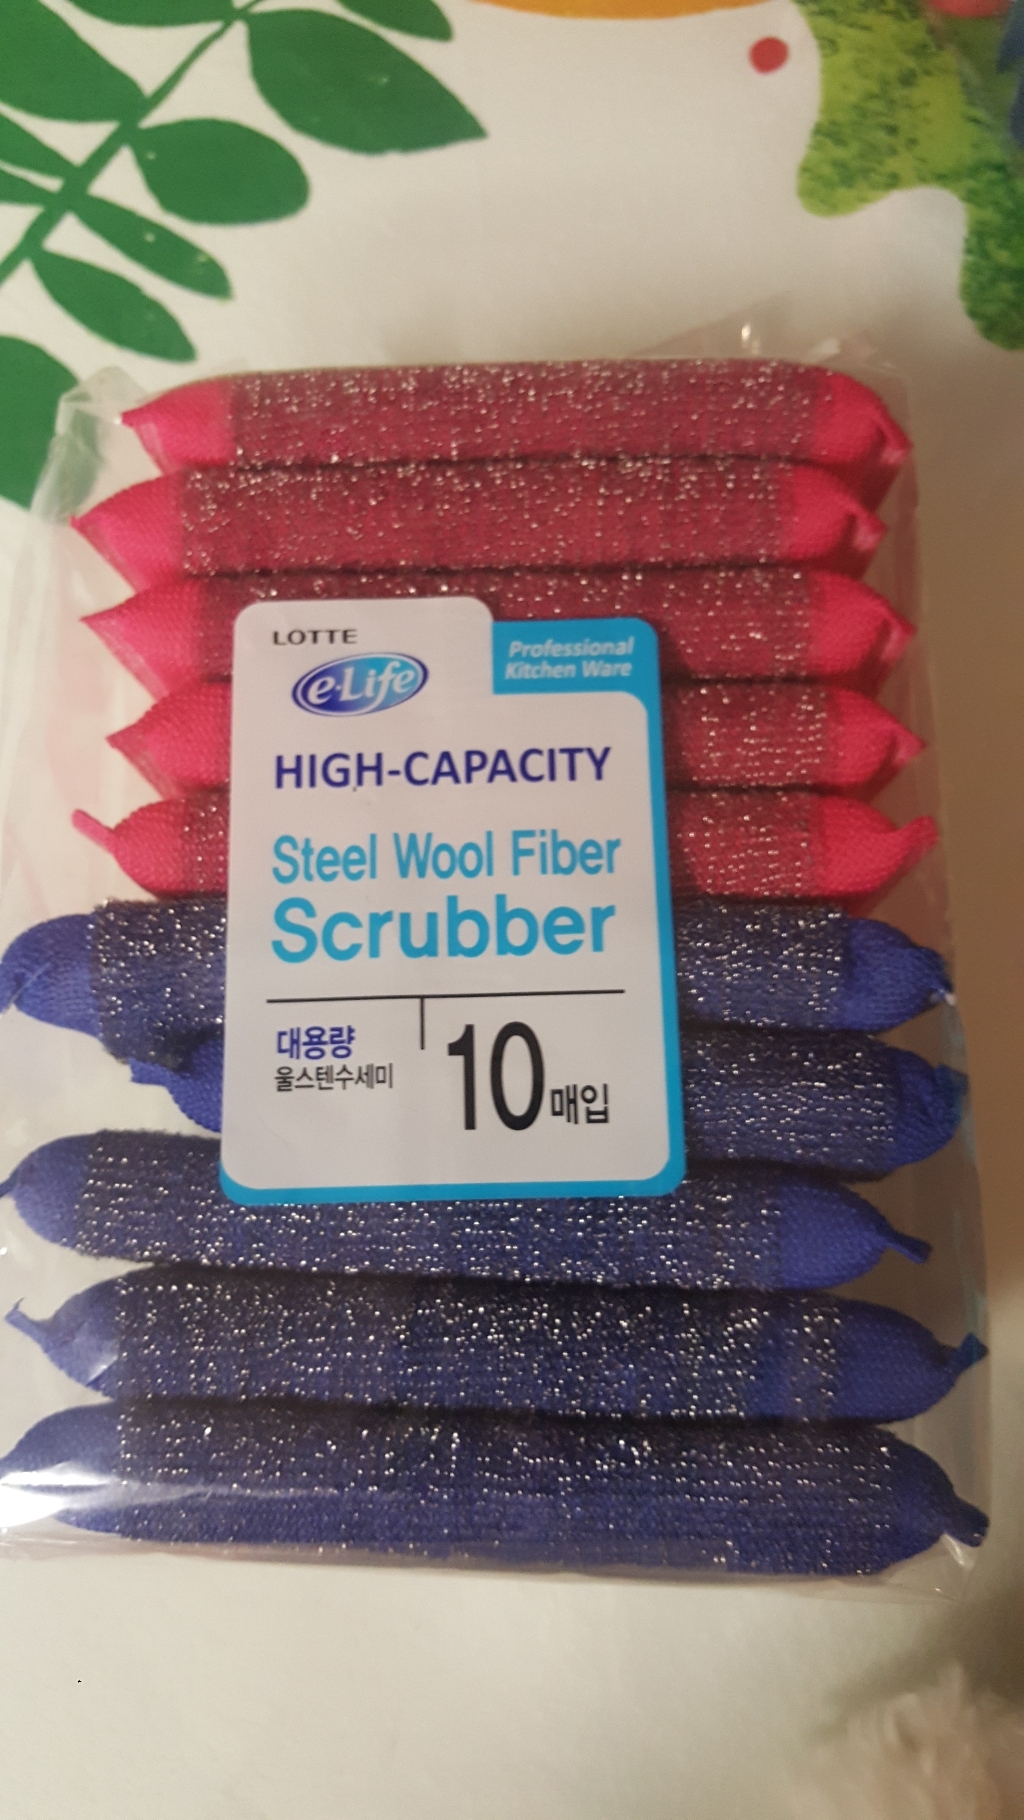 LOTTE
e·Life
Professional
Kitchen Ware
HIGH-CAPACITY
Steel Wool Fiber
Scrubber
대용량
울스텐수세미
10매입